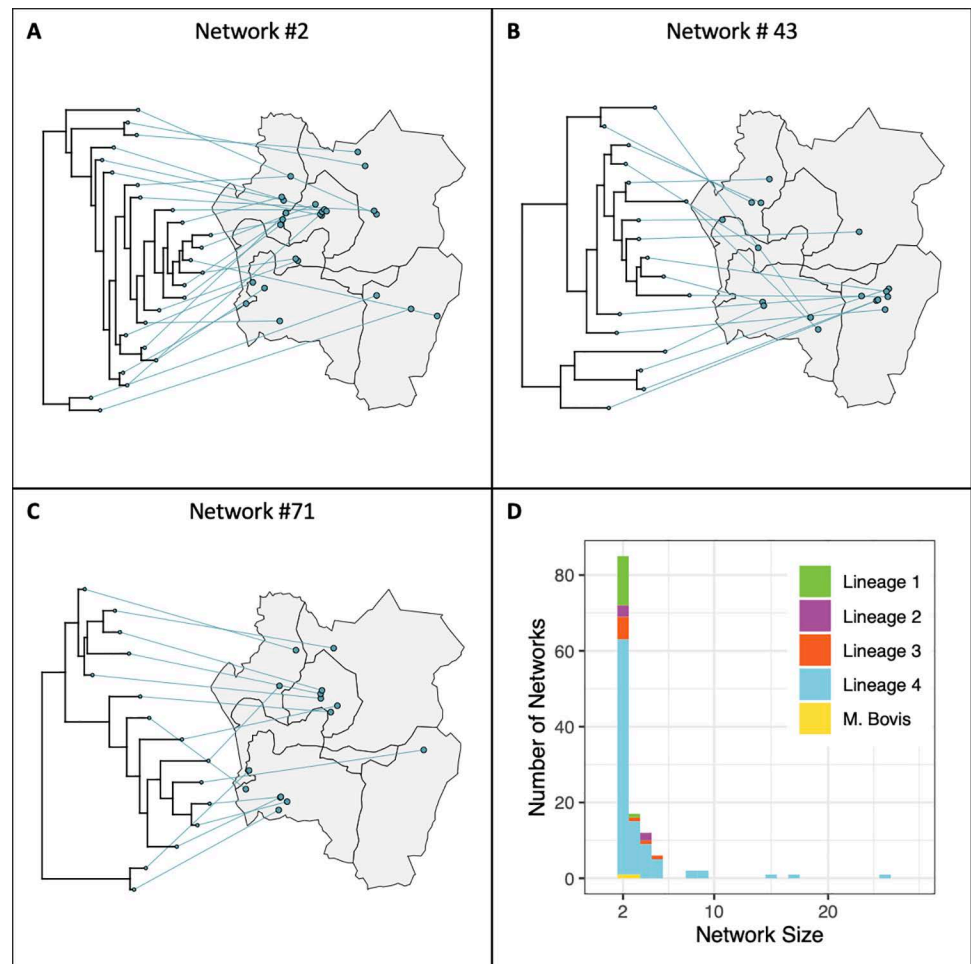 A Network #2
B Network # 43
C Network #71
D
80
60
40
20
0
Number of Networks
2 10 20
Network Size
Lineage 1
Lineage 2
Lineage 3
Lineage 4
M. Bovis